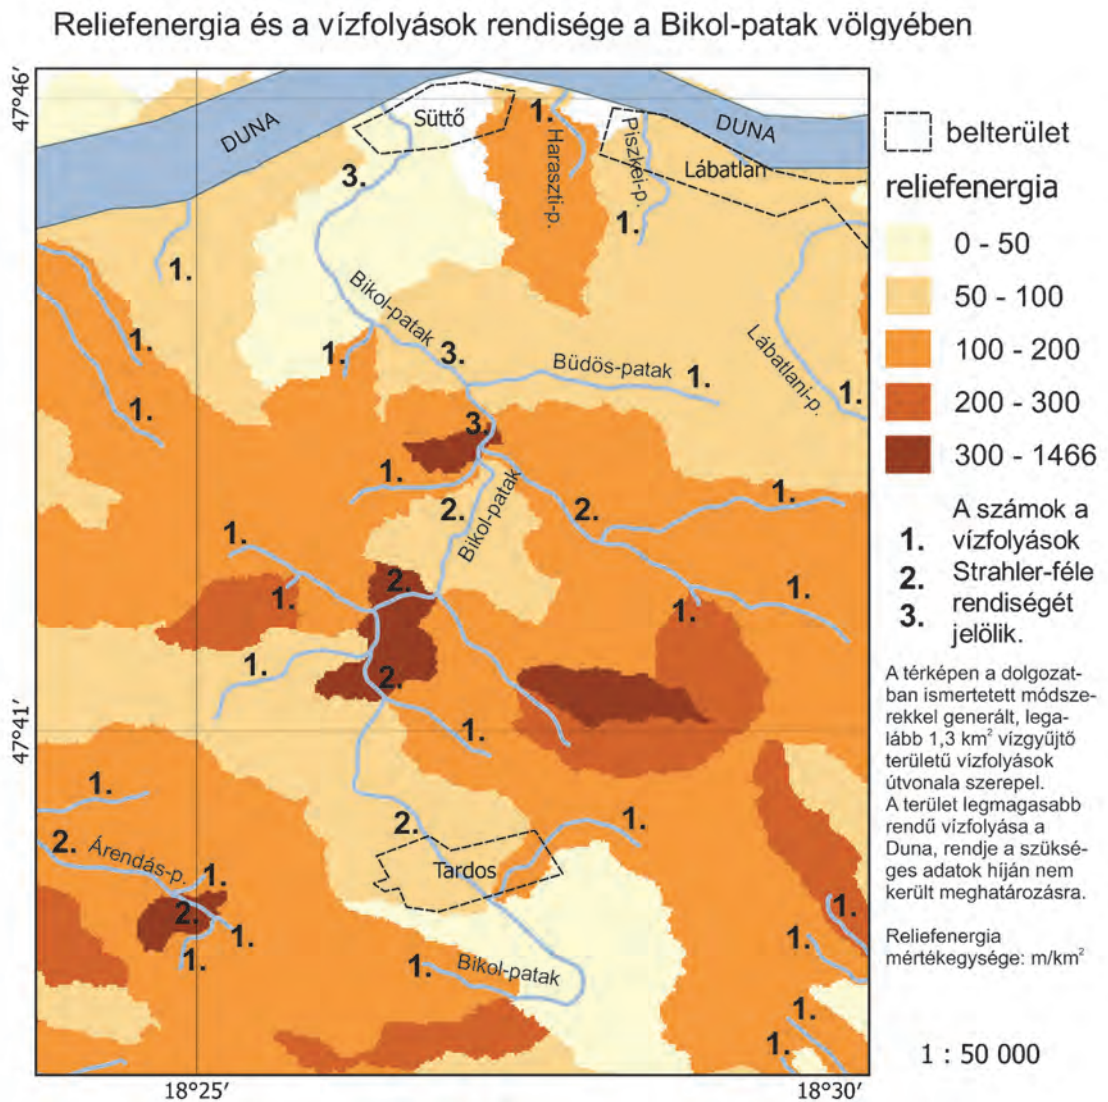 Reliefenergia és a vízfolyások rendisége a Bikol-patak völgyében
47°46′
DUNA
Süttő
1.
Haraszti-p.
Piszkei-p.
DUNA
Lábatlan
3.
1.
1.
Bikol-patak
1.
1.
3.
Büdös-patak
1.
Lábatlani-p.
1.
1.
3.
1.
2.
Bikol-patak
2.
1.
1.
1.
2.
1.
1.
1.
2.
1.
47°41′
1.
2.
1.
2.
Árendás-p.
1.
2.
1.
1.
Tardos
1.
Bikol-patak
1.
1.
1.
1.
18°25′
18°30′
belterület
reliefenergia
0 - 50
50 - 100
100 - 200
200 - 300
300 - 1466
1.
2.
3.
A számok a
vízfolyások
Strahler-féle
rendiségét
jelölik.
A térképen a dolgozat-
ban ismertetett módsze-
rekkel generált, lega-
lább 1,3 km² vízgyűjtő
területű vízfolyások
útvonala szerepel.
A terület legmagasabb
rendű vízfolyása a
Duna, rendje a szüksé-
ges adatok híján nem
került meghatározásra.
Reliefenergia
mértékegysége: m/km²
1 : 50 000